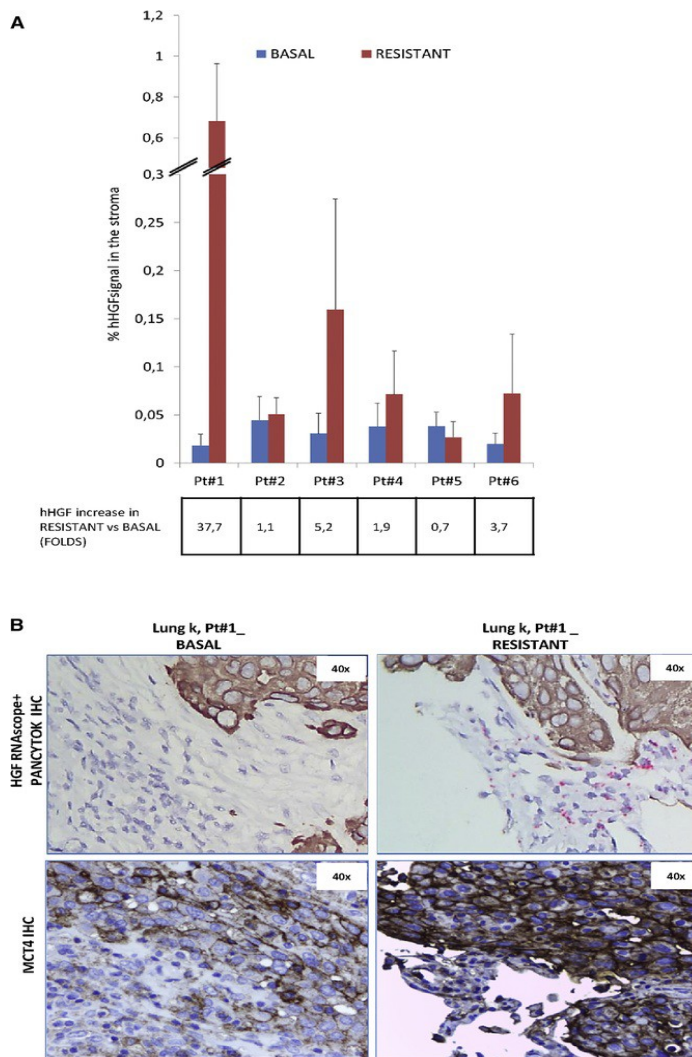 A
1,2
1
0,8
0,6
0,3
0,25
0,2
0,15
0,1
0,05
0
% hHGFsignal in the stroma
BASAL RESISTANT
Pt#1 Pt#2 Pt#3 Pt#4 Pt#5 Pt#6
hHGF increase in
RESISTANT vs BASAL
(FOLDS)
37,7 1,1 5,2 1,9 0,7 3,7
B
Lung k, Pt#1_
BASAL
Lung k, Pt#1_
RESISTANT
HGF RNAscope+
PANCYTOK IHC
40x
40x
MCT4 IHC
40x
40x